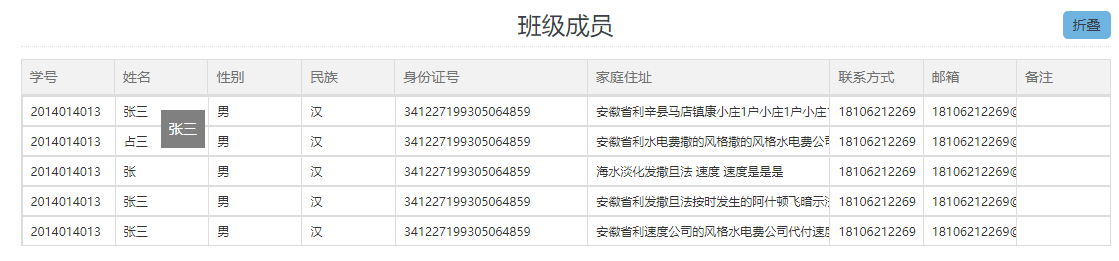 班级成员
折叠
学号 姓名 性别 民族 身份证号 家庭住址 联系方式 邮箱 备注
2014014013 张三 男 汉 341227199305064859 安徽省利辛县马店镇康小庄1户小庄1户小庄1 18106212269 18106212269@
张三
2014014013 占三 男 汉 341227199305064859 安徽省利水电费撒的风格撒的风格水电费公司 18106212269 18106212269@
2014014013 张 男 汉 341227199305064859 海水淡化发撒旦法 速度 速度是是是 18106212269 18106212269@
2014014013 张三 男 汉 341227199305064859 安徽省利发撒旦法按时发生的阿什顿飞暗示法 18106212269 18106212269@
2014014013 张三 男 汉 341227199305064859 安徽省利速度公司的风格水电费公司代付速度 18106212269 18106212269@